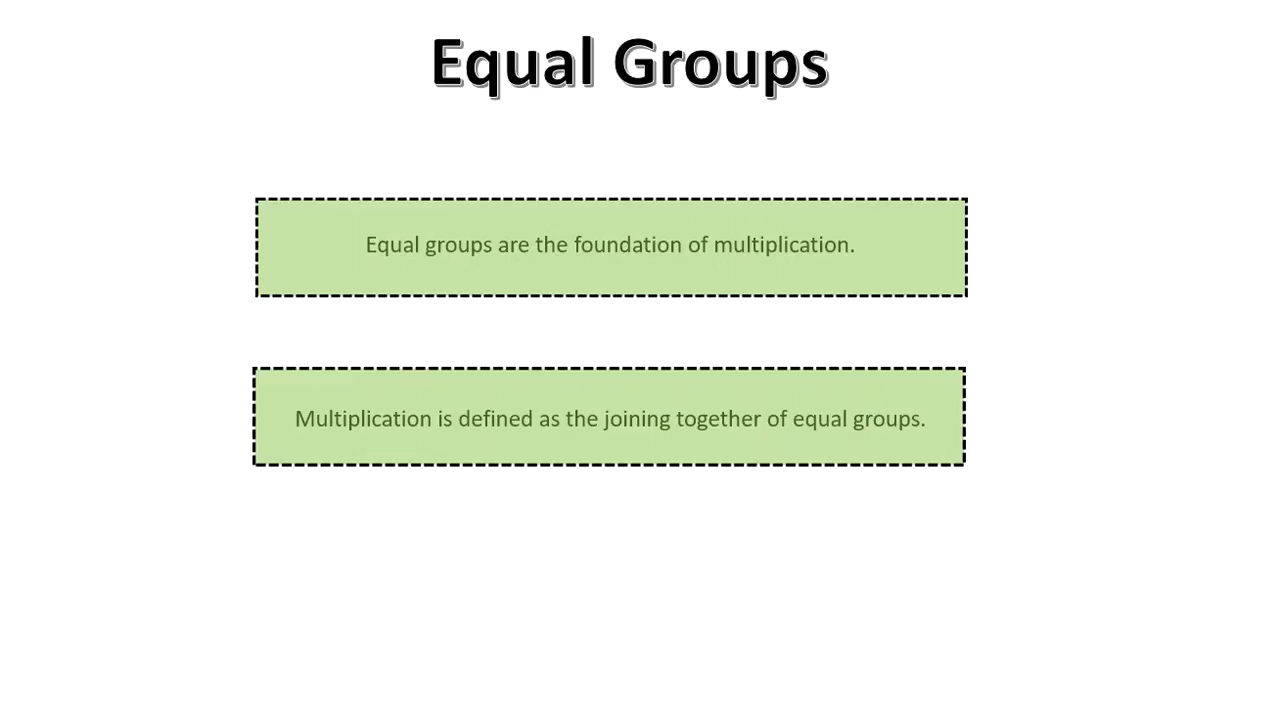 Equal Groups
Equal groups are the foundation of multiplication.
Multiplication is defined as the joining together of equal groups.